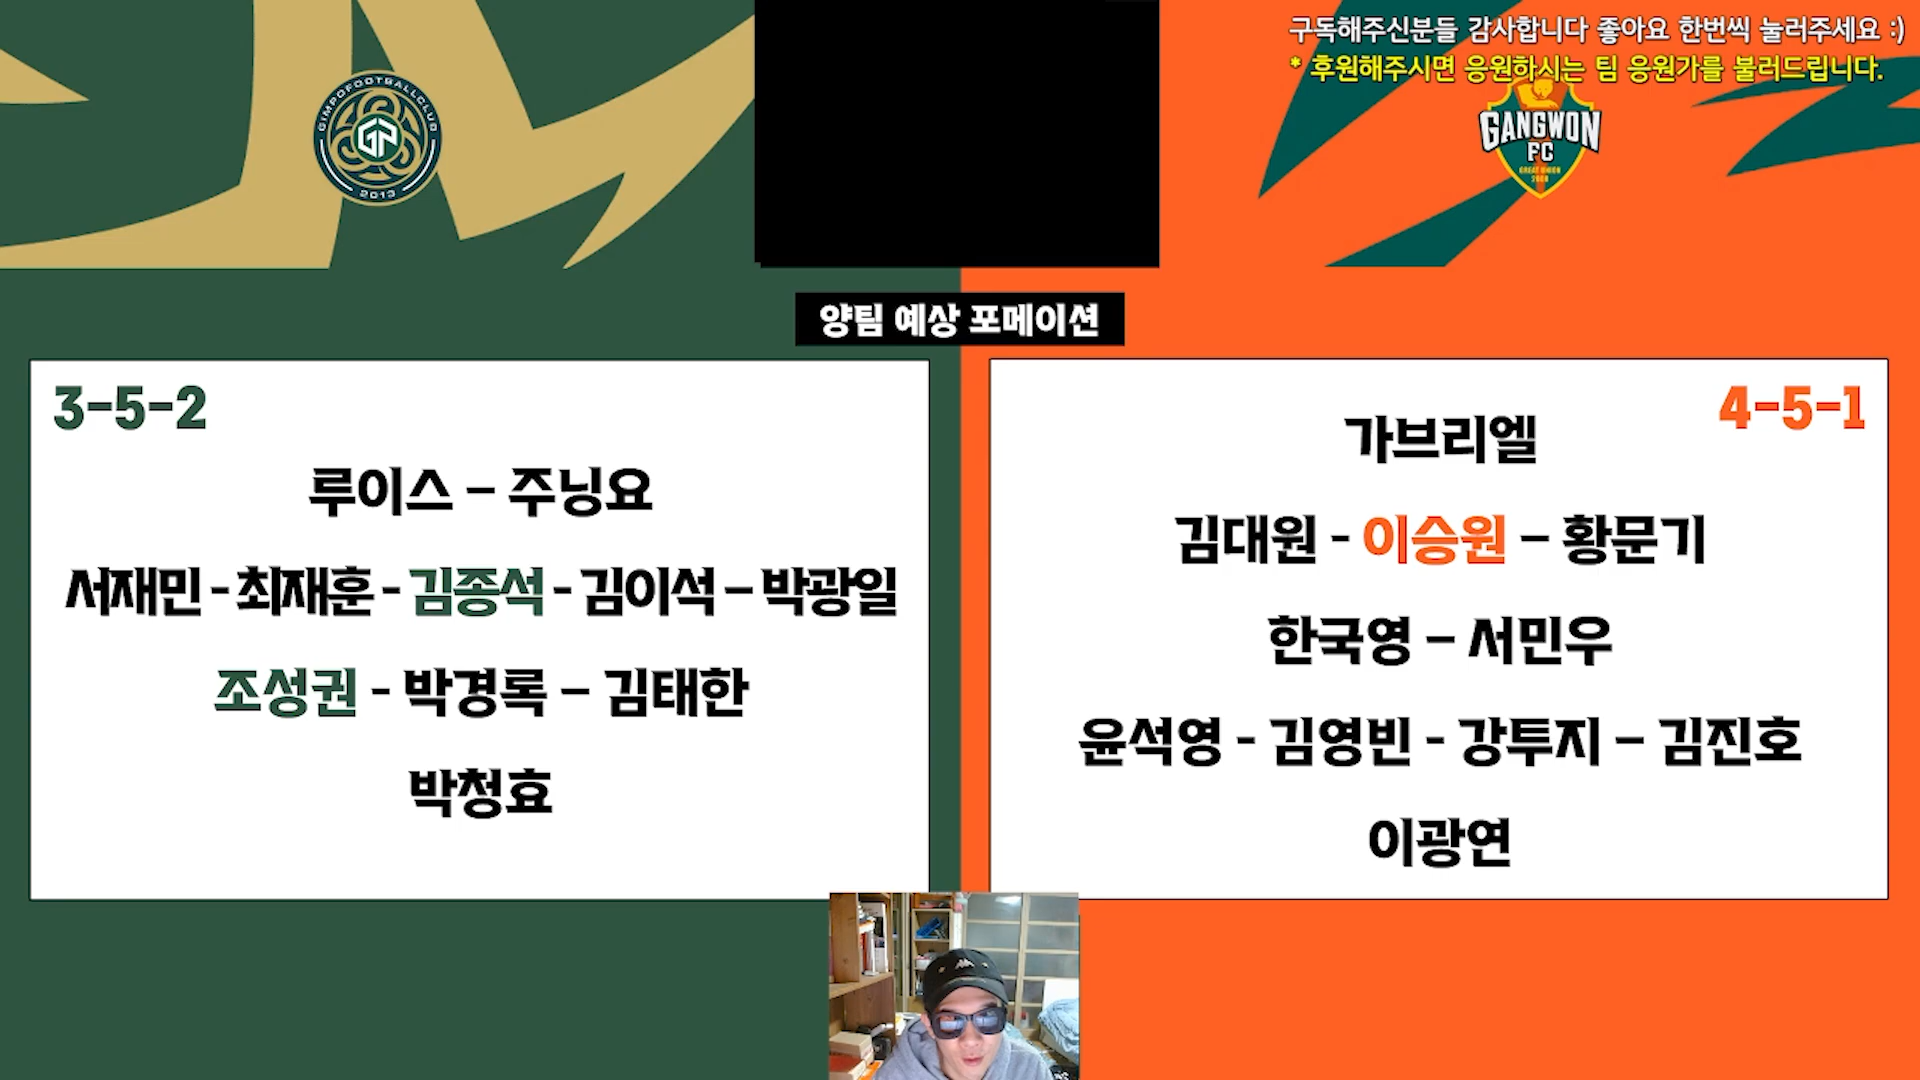 구독해주신분들 감사합니다 좋아요 한번씩 눌러주세요 :)
* 후원해주시면 응원하시는 팀 응원가를 불러드립니다.
GIMPOFOOTBALLCLUB
GP
2013
GANGWON
FC
GREAT UNION
2008
양팀 예상 포메이션
3-5-2
루이스 – 주닝요
서재민 - 최재훈 - 김종석 - 김이석 – 박광일
조성권 - 박경록 – 김태한
박청효
4-5-1
가브리엘
김대원 - 이승원 – 황문기
한국영 – 서민우
윤석영 - 김영빈 - 강투지 – 김진호
이광연